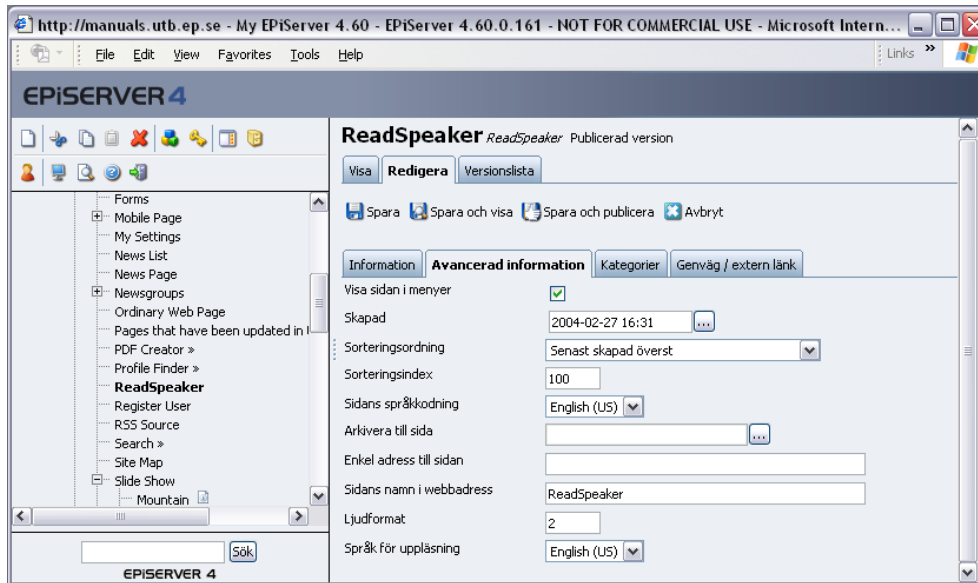 http://manuals.utb.ep.se - My EPiServer 4.60 - EPiServer 4.60.0.161 - NOT FOR COMMERCIAL USE - Microsoft Intern...
File Edit View Favorites Tools Help Links »
EPiSERVER 4
Forms
Mobile Page
My Settings
News List
News Page
Newsgroups
Ordinary Web Page
Pages that have been updated in
PDF Creator »
Profile Finder »
ReadSpeaker
Register User
RSS Source
Search »
Site Map
Slide Show
Mountain
Sök
EPiSERVER 4
ReadSpeaker ReadSpeaker Publicerad version
Visa Redigera Versionslista
Spara Spara och visa Spara och publicera Avbryt
Information Avancerad information Kategorier Genväg / extern länk
Visa sidan i menyer
Skapad 2004-02-27 16:31 ...
Sorteringsordning Senast skapad överst
Sorteringsindex 100
Sidans språkkodning English (US)
Arkivera till sida ...
Enkel adress till sidan
Sidans namn i webbadress ReadSpeaker
Ljudformat 2
Språk för uppläsning English (US)